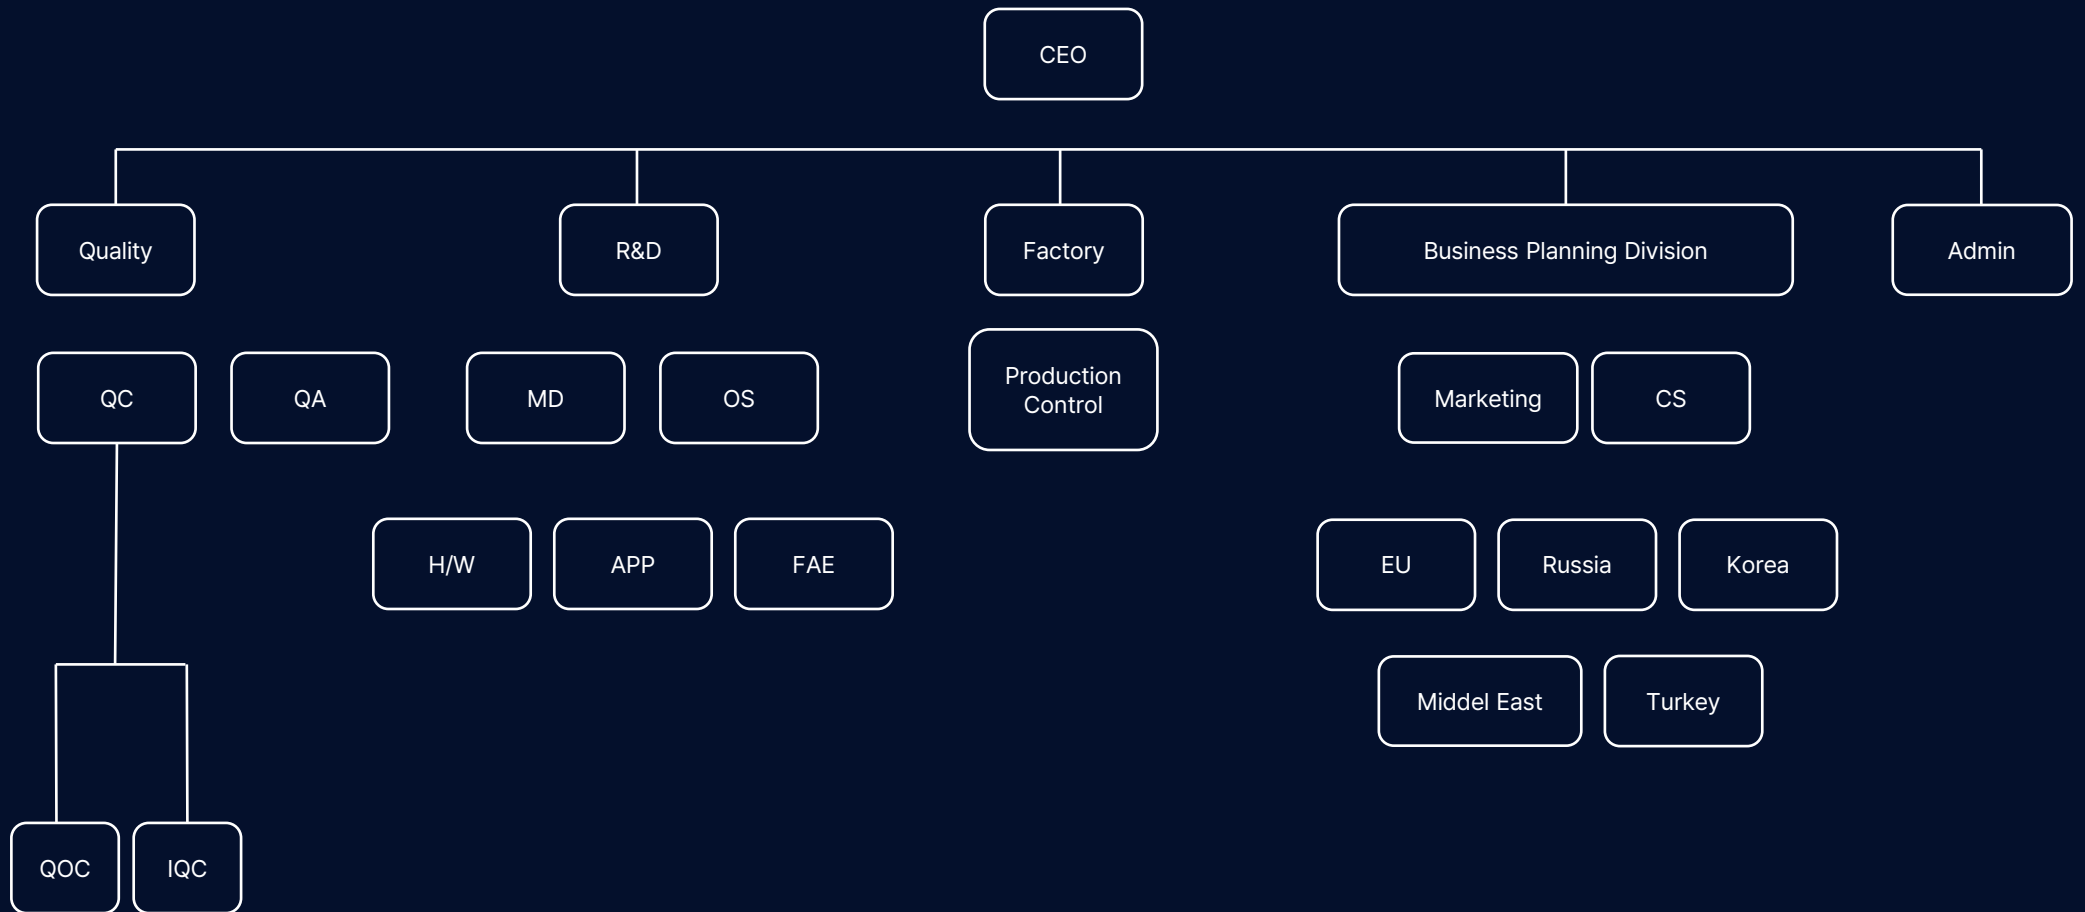 CEO
Quality
R&D
Factory
Business Planning Division
Admin
QC
QA
MD
OS
Production
Control
Marketing
CS
H/W
APP
FAE
EU
Russia
Korea
Middel East
Turkey
QOC
IQC